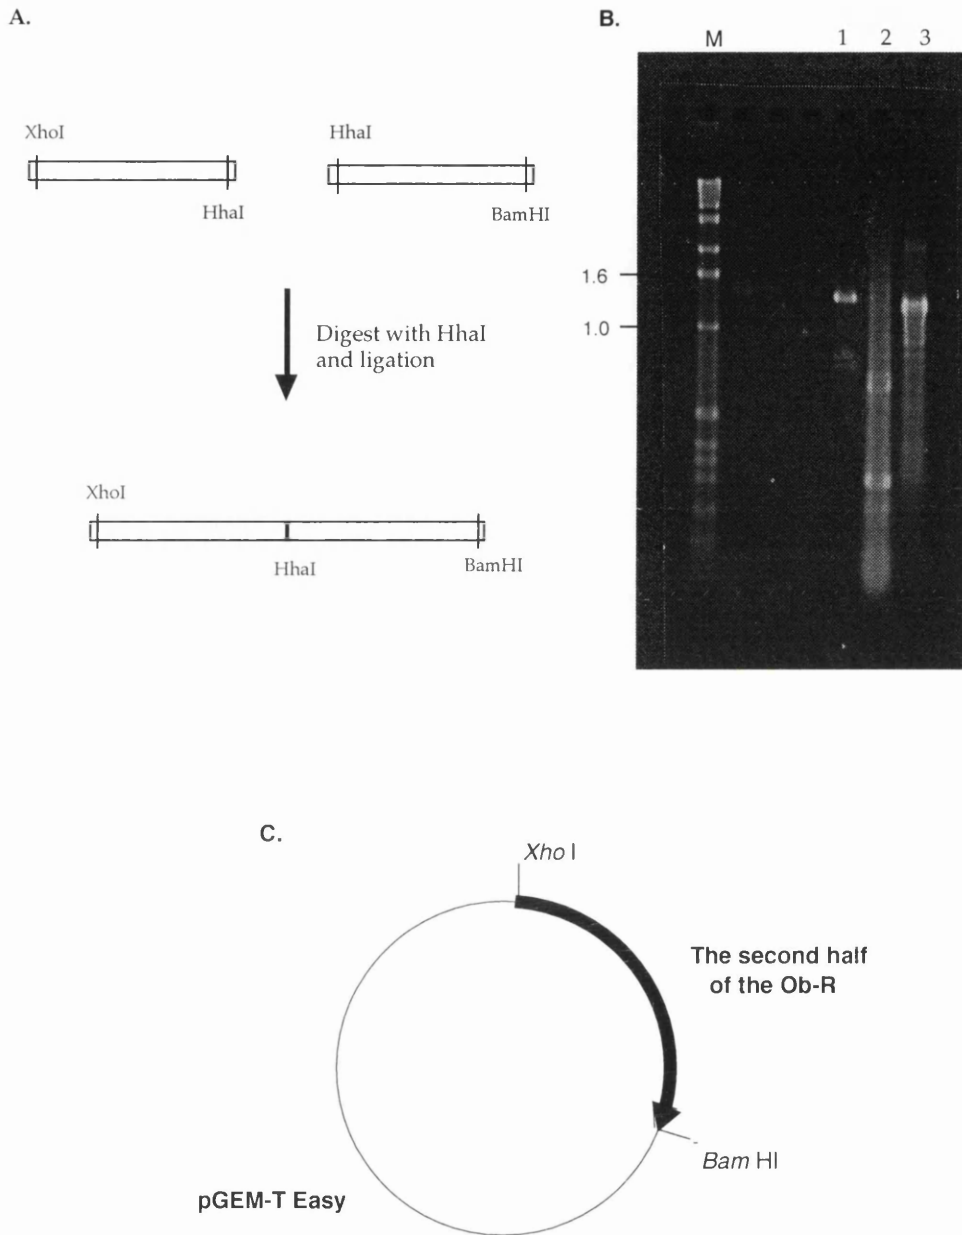 A.
XhoI
HhaI
HhaI
BamHI
Digest with HhaI
and ligation
XhoI
HhaI
BamHI
B.
M 1 2 3
1.6
1.0
C.
Xho I
The second half
of the Ob-R
Bam HI
pGEM-T Easy